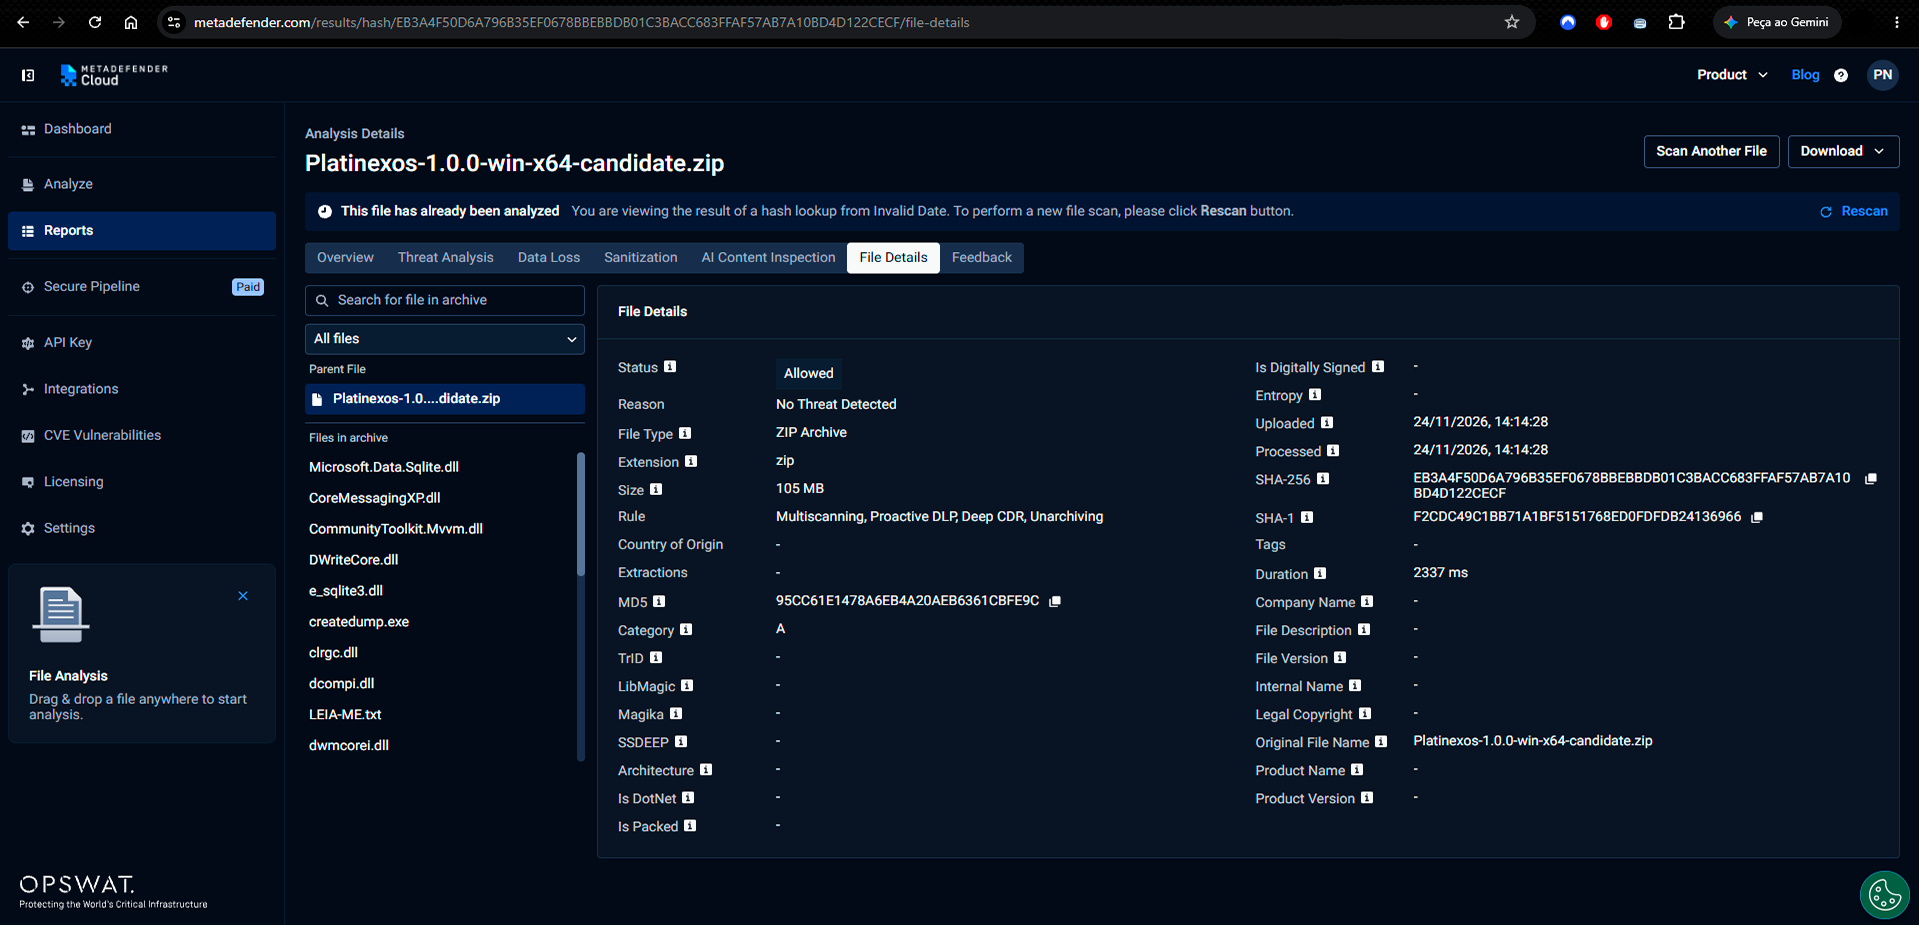 metadefender.com/results/hash/EB3A4F50D6A796B35EF0678BBEBBDB01C3BACC683FFAF57AB7A10BD4D122CECF/file-details
Peça ao Gemini
METADEFENDER
Cloud
Product
Blog
PN
Dashboard
Analyze
Reports
Secure Pipeline
Paid
API Key
Integrations
CVE Vulnerabilities
Licensing
Settings
File Analysis
Drag & drop a file anywhere to start
analysis.
OPSWAT.
Protecting the World's Critical Infrastructure
Analysis Details
Platinexos-1.0.0-win-x64-candidate.zip
Scan Another File
Download
This file has already been analyzed You are viewing the result of a hash lookup from Invalid Date. To perform a new file scan, please click Rescan button.
Rescan
Overview
Threat Analysis
Data Loss
Sanitization
AI Content Inspection
File Details
Feedback
Search for file in archive
All files
Parent File
Platinexos-1.0....didate.zip
Files in archive
Microsoft.Data.Sqlite.dll
CoreMessagingXP.dll
CommunityToolkit.Mvvm.dll
DWriteCore.dll
e_sqlite3.dll
createdump.exe
clrgc.dll
dcompi.dll
LEIA-ME.txt
dwmcorei.dll
File Details
Status Allowed
Reason No Threat Detected
File Type ZIP Archive
Extension zip
Size 105 MB
Rule Multiscanning, Proactive DLP, Deep CDR, Unarchiving
Country of Origin -
Extractions -
MD5 95CC61E1478A6EB4A20AEB6361CBFE9C
Category A
TrID -
LibMagic -
Magika -
SSDEEP -
Architecture -
Is DotNet -
Is Packed -
Is Digitally Signed -
Entropy -
Uploaded 24/11/2026, 14:14:28
Processed 24/11/2026, 14:14:28
SHA-256 EB3A4F50D6A796B35EF0678BBEBBDB01C3BACC683FFAF57AB7A10
BD4D122CECF
SHA-1 F2CDC49C1BB71A1BF5151768ED0FDFDB24136966
Tags -
Duration 2337 ms
Company Name -
File Description -
File Version -
Internal Name -
Legal Copyright -
Original File Name Platinexos-1.0.0-win-x64-candidate.zip
Product Name -
Product Version -